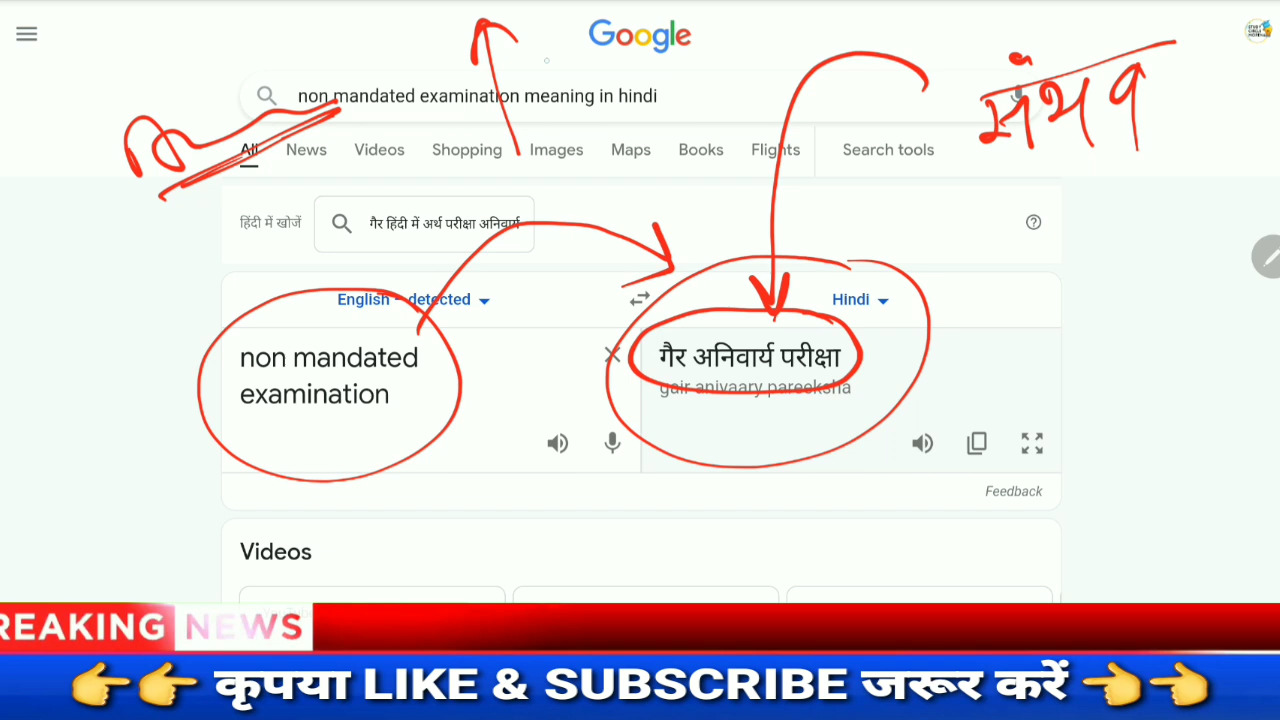 Google
non mandated examination meaning in hindi
All News Videos Shopping Images Maps Books Flights Search tools
हिंदी में खोजें गैर हिंदी में अर्थ परीक्षा अनिवार्य
English - detected Hindi
non mandated
examination
गैर अनिवार्य परीक्षा
gair anivaary pareeksha
Feedback
Videos
REAKING NEWS
👉👉 कृपया LIKE & SUBSCRIBE जरूर करें 👈👈